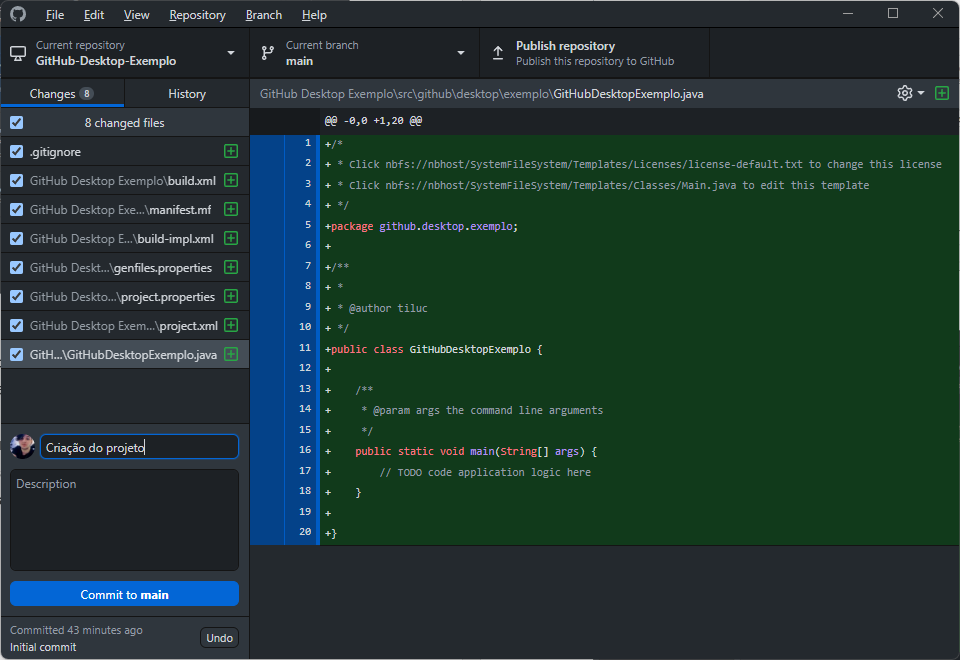 File Edit View Repository Branch Help
Current repository
GitHub-Desktop-Exemplo
Current branch
main
Publish repository
Publish this repository to GitHub
Changes 8 History
8 changed files
.gitignore
GitHub Desktop Exemplo\build.xml
GitHub Desktop Exe...\manifest.mf
GitHub Desktop E...\build-impl.xml
GitHub Deskt...\genfiles.properties
GitHub Deskto...\project.properties
GitHub Desktop Exem...\project.xml
GitH...\GitHubDesktopExemplo.java
Criação do projeto
Description
Commit to main
Committed 43 minutes ago
Initial commit
Undo
GitHub Desktop Exemplo\src\github\desktop\exemplo\GitHubDesktopExemplo.java
@@ -0,0 +1,20 @@
1 +/*
2 + * Click nbfs://nbhost/SystemFileSystem/Templates/Licenses/license-default.txt to change this license
3 + * Click nbfs://nbhost/SystemFileSystem/Templates/Classes/Main.java to edit this template
4 + */
5 +package github.desktop.exemplo;
6 +
7 +/**
8 + *
9 + * @author tiluc
10 + */
11 +public class GitHubDesktopExemplo {
12 +
13 +    /**
14 +     * @param args the command line arguments
15 +     */
16 +    public static void main(String[] args) {
17 +        // TODO code application logic here
18 +    }
19 +
20 +}